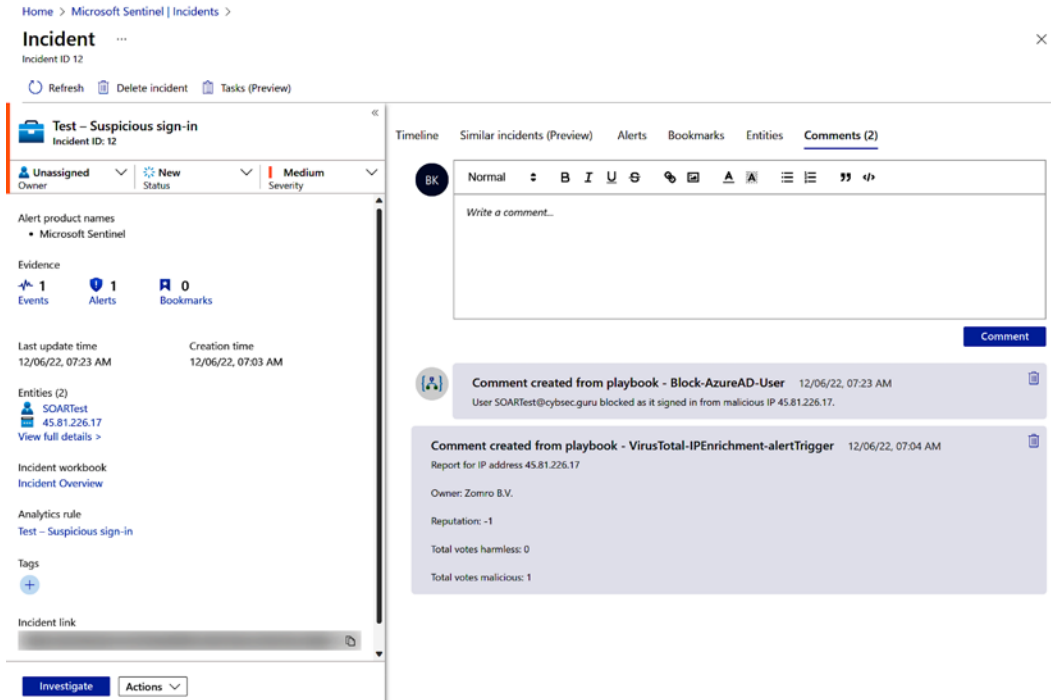 Home > Microsoft Sentinel | Incidents >
Incident ...
Incident ID 12
Refresh Delete incident Tasks (Preview)
«
Test – Suspicious sign-in
Incident ID: 12
Unassigned
Owner
New
Status
Medium
Severity
Alert product names
• Microsoft Sentinel
Evidence
1 1 0
Events Alerts Bookmarks
Last update time Creation time
12/06/22, 07:23 AM 12/06/22, 07:03 AM
Entities (2)
SOARTest
45.81.226.17
View full details >
Incident workbook
Incident Overview
Analytics rule
Test – Suspicious sign-in
Tags
+
Incident link
Investigate Actions
Timeline Similar incidents (Preview) Alerts Bookmarks Entities Comments (2)
BK
Normal B I U S A A
Write a comment...
Comment
Comment created from playbook - Block-AzureAD-User 12/06/22, 07:23 AM
User SOARTest@cybsec.guru blocked as it signed in from malicious IP 45.81.226.17.
Comment created from playbook - VirusTotal-IPEnrichment-alertTrigger 12/06/22, 07:04 AM
Report for IP address 45.81.226.17
Owner: Zomro B.V.
Reputation: -1
Total votes harmless: 0
Total votes malicious: 1